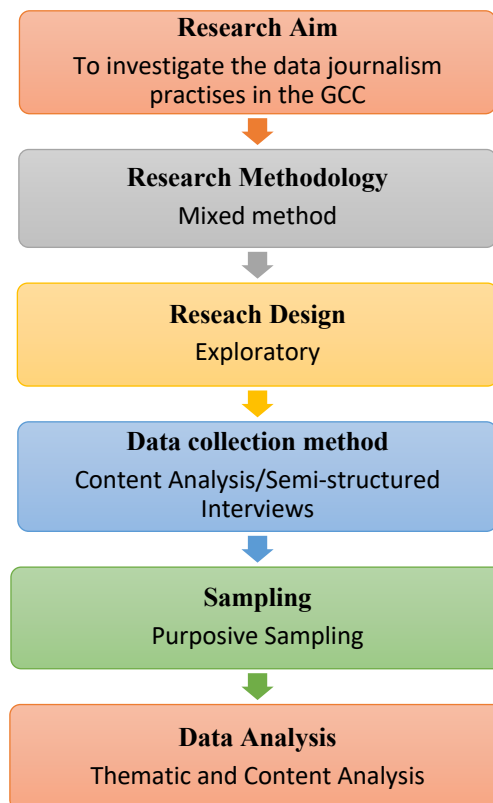 Research Aim
To investigate the data journalism
practises in the GCC
Research Methodology
Mixed method
Reseach Design
Exploratory
Data collection method
Content Analysis/Semi-structured
Interviews
Sampling
Purposive Sampling
Data Analysis
Thematic and Content Analysis